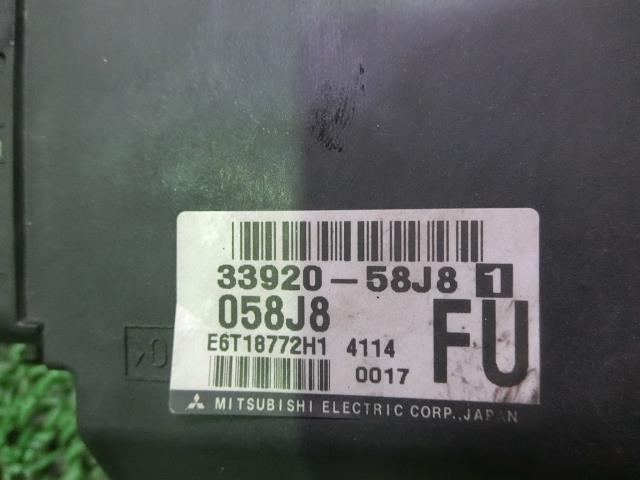 33920-58J8 1
058J8
FU
E6T18772H1 4114
0017
MITSUBISHI ELECTRIC CORP., JAPAN